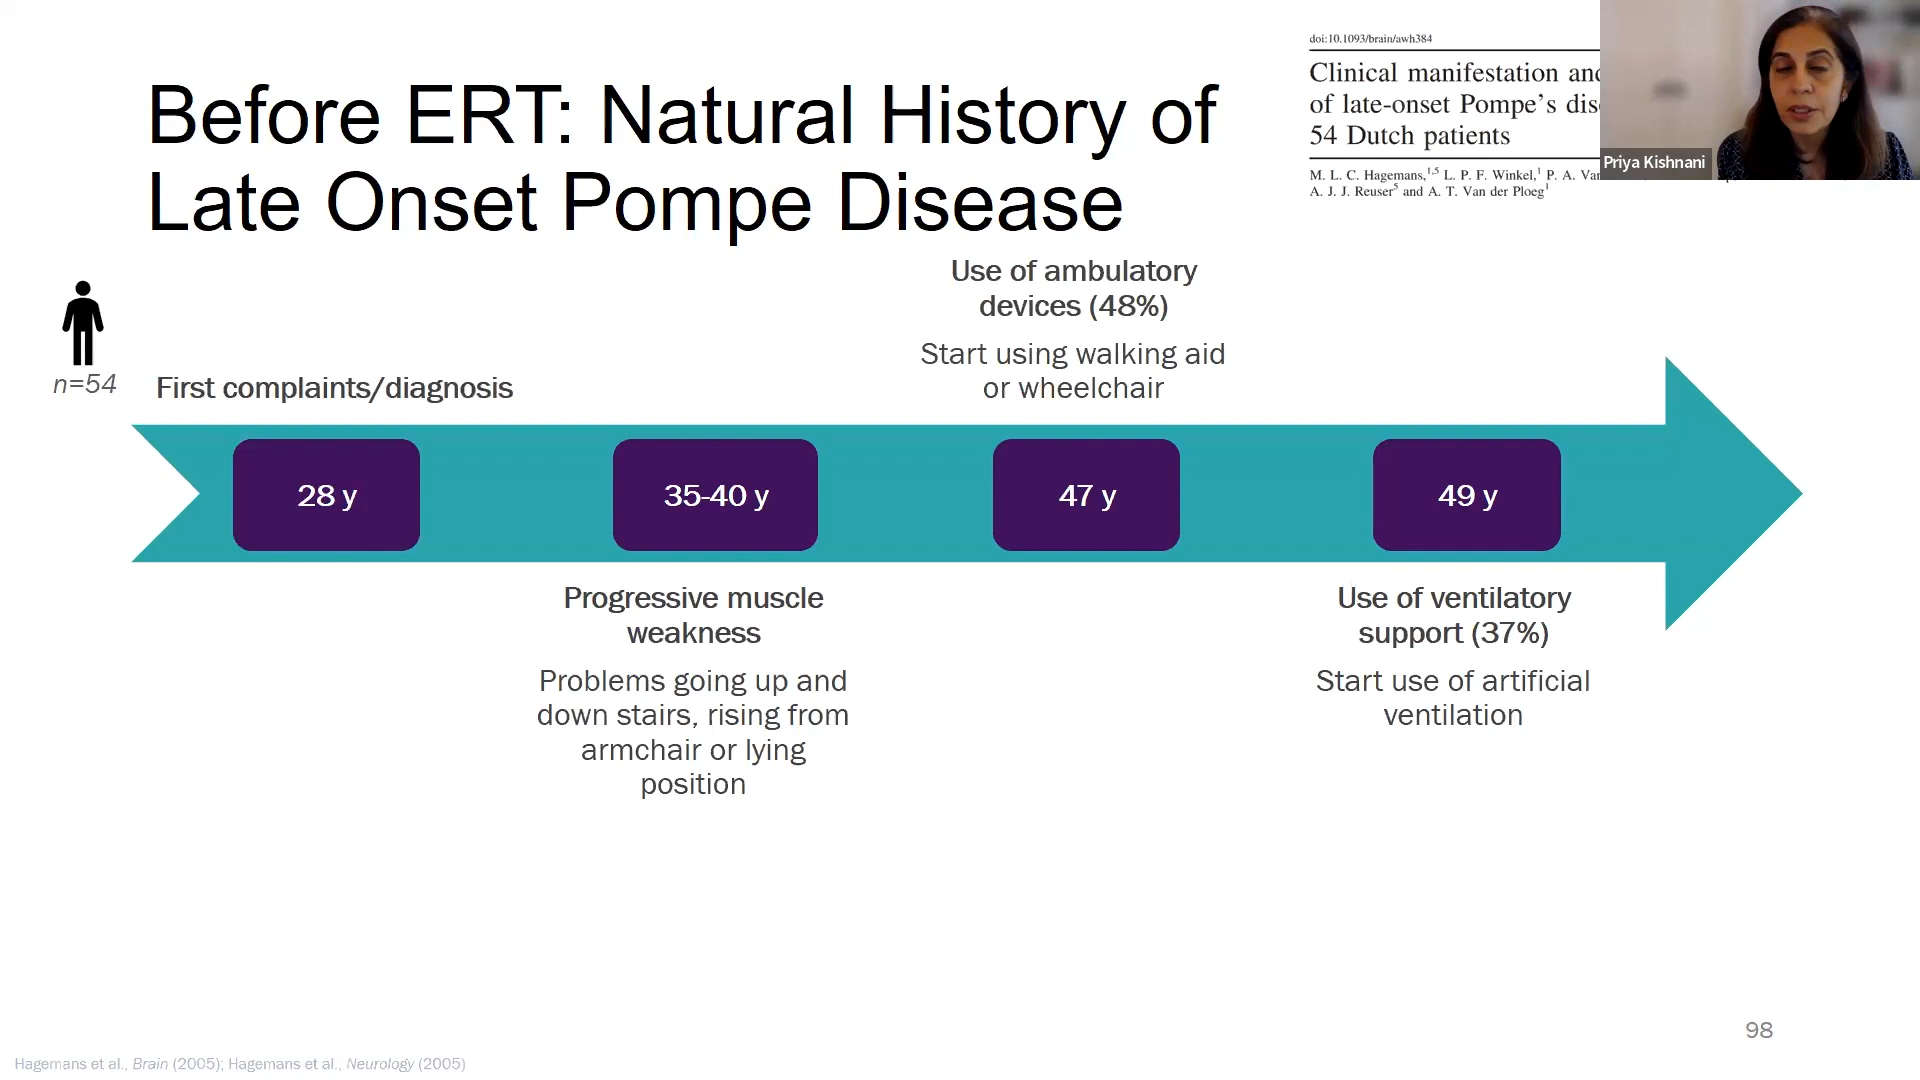 doi:10.1093/brain/awh384
Clinical manifestation and
of late-onset Pompe's dis
54 Dutch patients
M. L. C. Hagemans,1,5 L. P. F. Winkel,1 P. A. Var
A. J. J. Reuser5 and A. T. Van der Ploeg1
Priya Kishnani
Before ERT: Natural History of
Late Onset Pompe Disease
n=54
First complaints/diagnosis
Use of ambulatory
devices (48%)
Start using walking aid
or wheelchair
28 y
35-40 y
47 y
49 y
Progressive muscle
weakness
Problems going up and
down stairs, rising from
armchair or lying
position
Use of ventilatory
support (37%)
Start use of artificial
ventilation
98
Hagemans et al., Brain (2005); Hagemans et al., Neurology (2005)